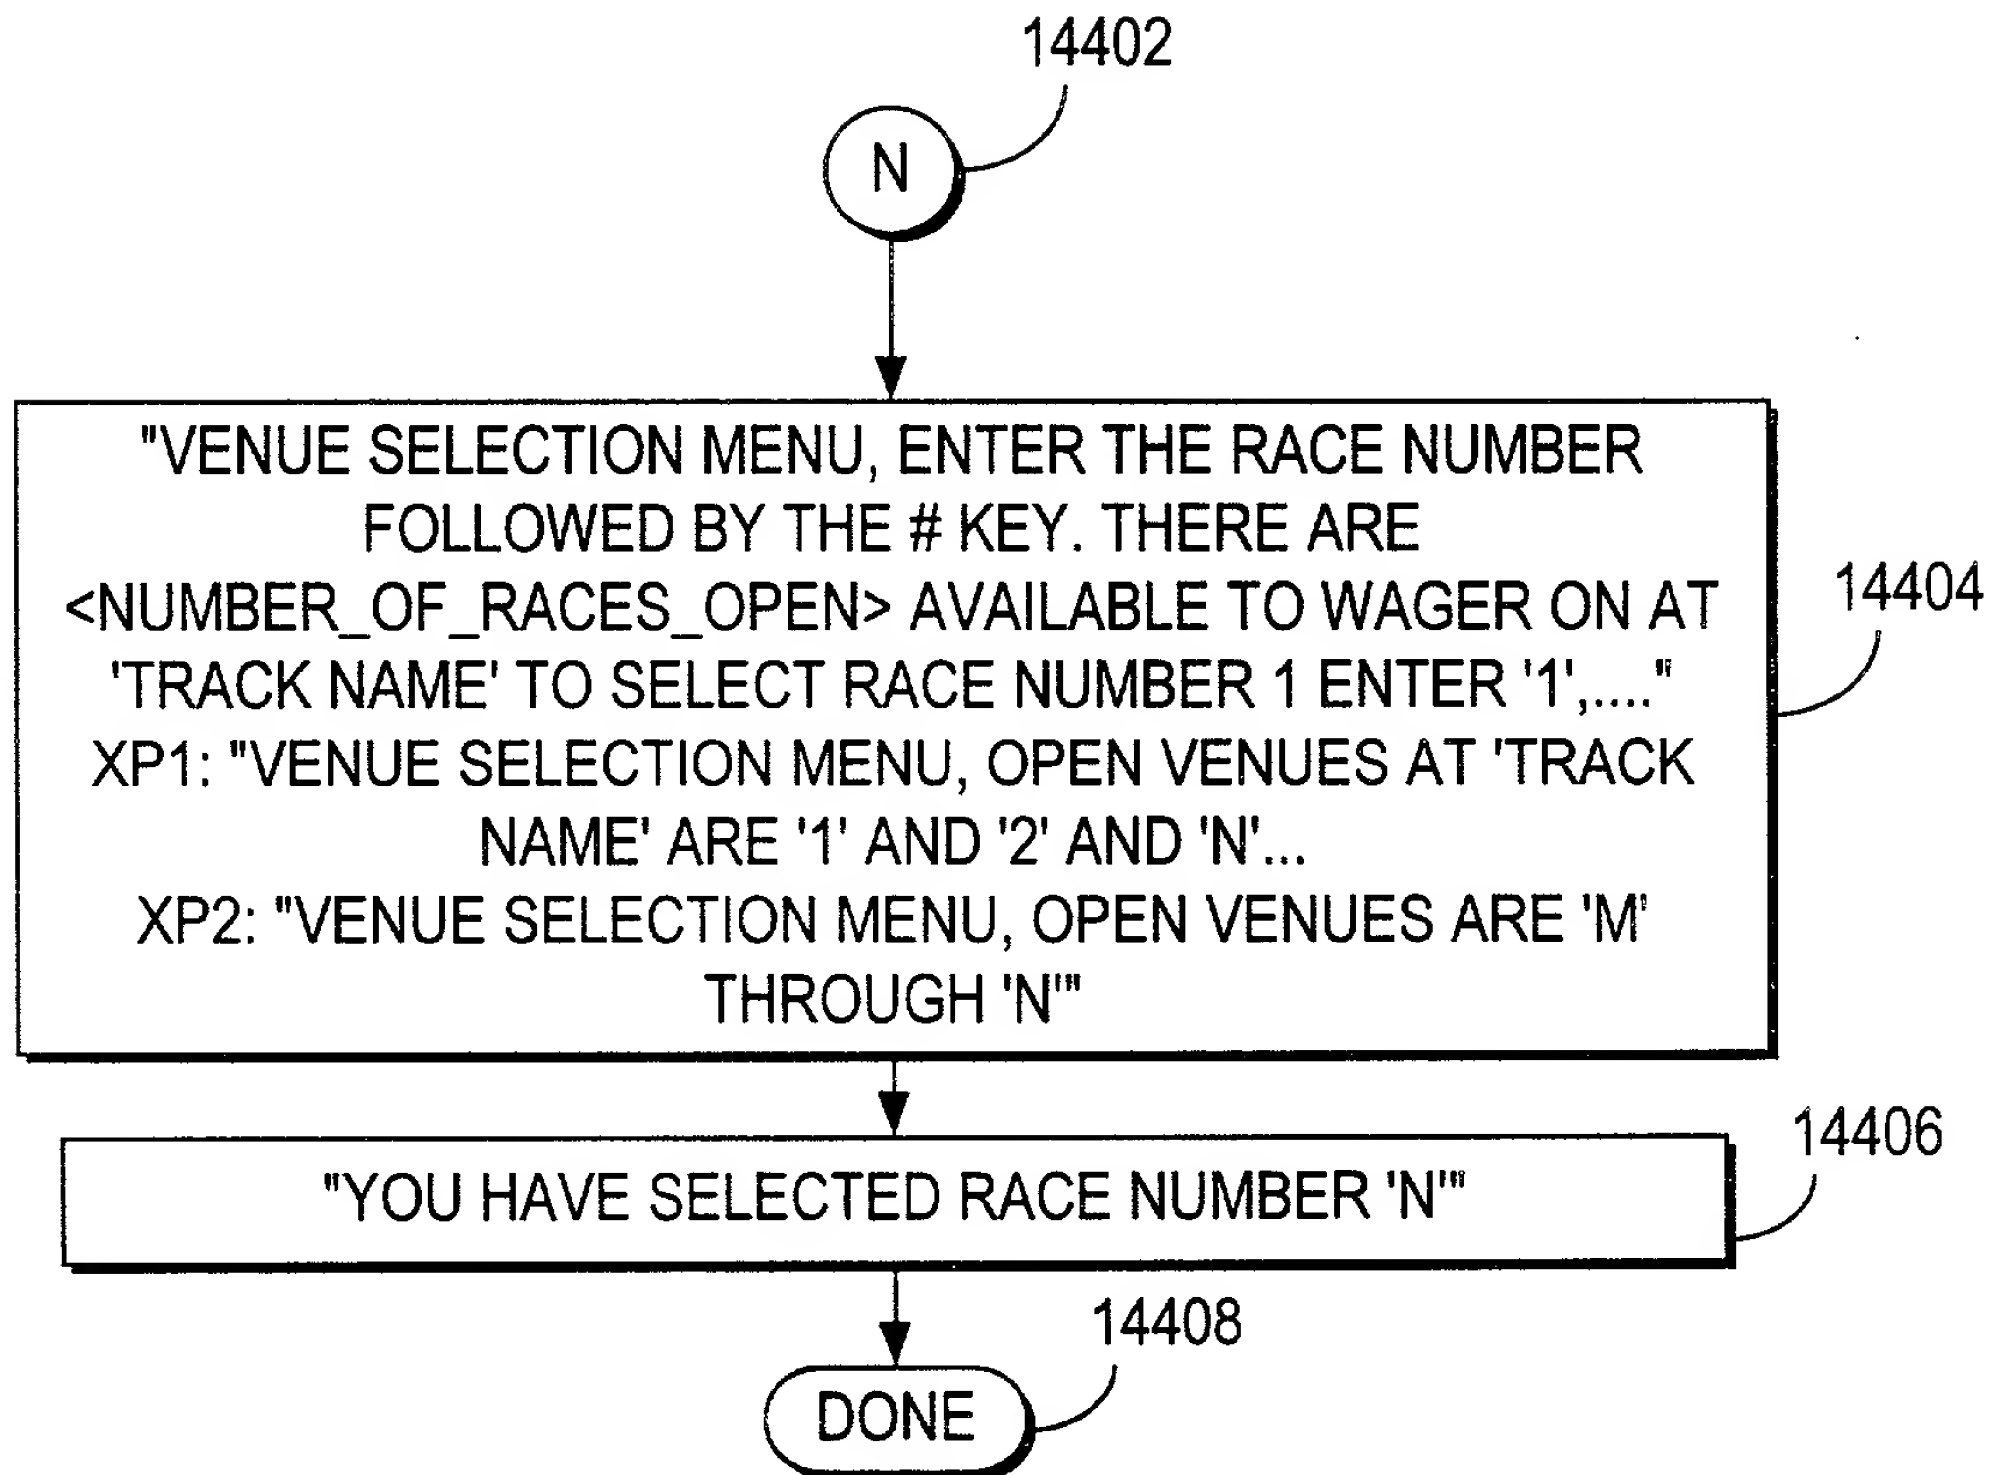 14402
N
"VENUE SELECTION MENU, ENTER THE RACE NUMBER
FOLLOWED BY THE # KEY. THERE ARE
<NUMBER_OF_RACES_OPEN> AVAILABLE TO WAGER ON AT
'TRACK NAME' TO SELECT RACE NUMBER 1 ENTER '1',...."
XP1: "VENUE SELECTION MENU, OPEN VENUES AT 'TRACK
NAME' ARE '1' AND '2' AND 'N'...
XP2: "VENUE SELECTION MENU, OPEN VENUES ARE 'M'
THROUGH 'N'"
14404
"YOU HAVE SELECTED RACE NUMBER 'N'"
14406
14408
DONE